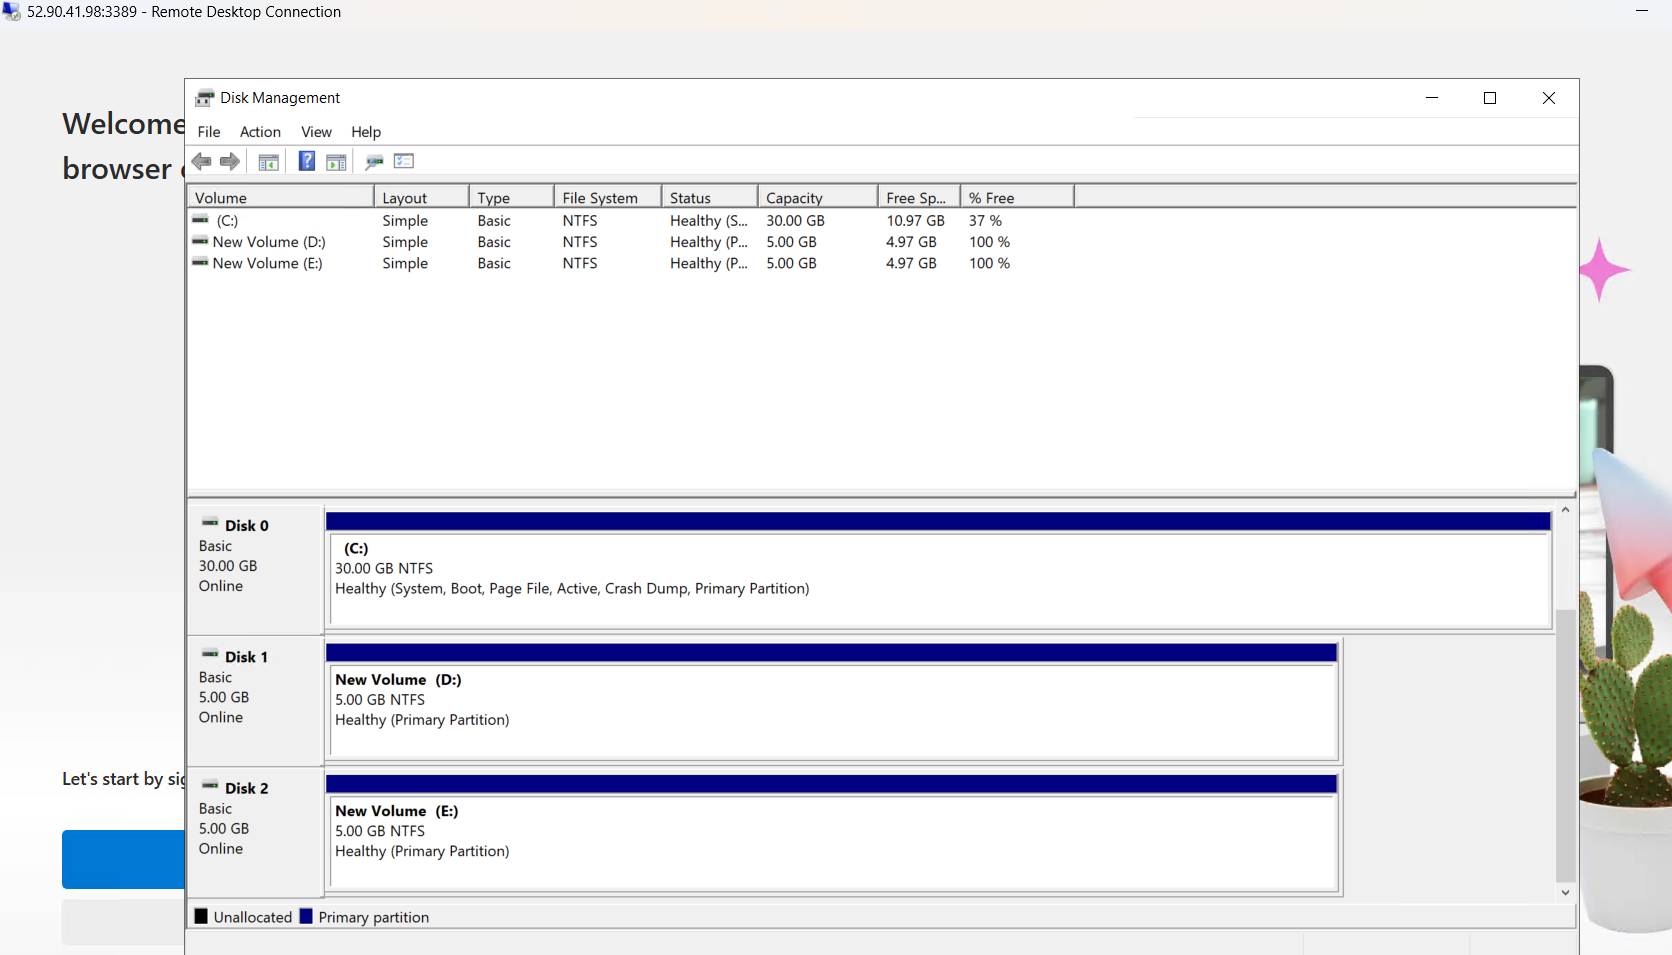 52.90.41.98:3389 - Remote Desktop Connection
Welcome
browser
Disk Management
File Action View Help
Volume Layout Type File System Status Capacity Free Sp... % Free
(C:) Simple Basic NTFS Healthy (S... 30.00 GB 10.97 GB 37 %
New Volume (D:) Simple Basic NTFS Healthy (P... 5.00 GB 4.97 GB 100 %
New Volume (E:) Simple Basic NTFS Healthy (P... 5.00 GB 4.97 GB 100 %
Disk 0
Basic
30.00 GB
Online
(C:)
30.00 GB NTFS
Healthy (System, Boot, Page File, Active, Crash Dump, Primary Partition)
Disk 1
Basic
5.00 GB
Online
New Volume (D:)
5.00 GB NTFS
Healthy (Primary Partition)
Let's start by
Disk 2
Basic
5.00 GB
Online
New Volume (E:)
5.00 GB NTFS
Healthy (Primary Partition)
Unallocated Primary partition